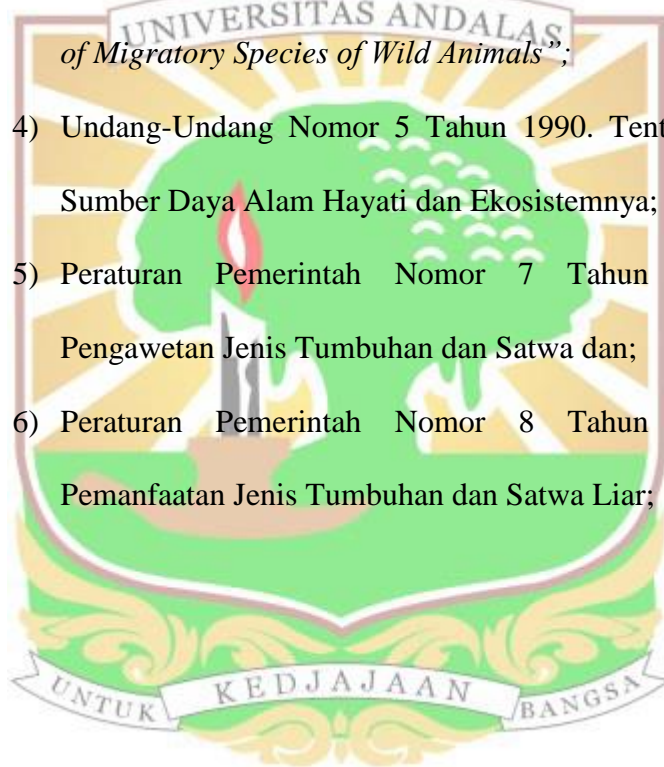 UNIVERSITAS ANDALAS
of Migratory Species of Wild Animals”;
4) Undang-Undang Nomor 5 Tahun 1990. Tent
Sumber Daya Alam Hayati dan Ekosistemnya;
5) Peraturan Pemerintah Nomor 7 Tahun
Pengawetan Jenis Tumbuhan dan Satwa dan;
6) Peraturan Pemerintah Nomor 8 Tahun
Pemanfaatan Jenis Tumbuhan dan Satwa Liar;
UNTUK KEDJAJAAN BANGSA